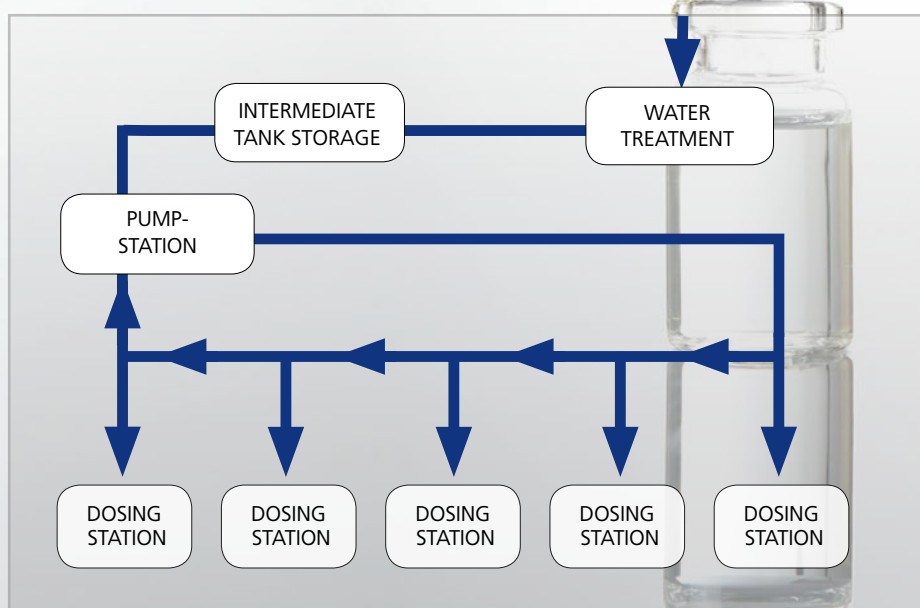 INTERMEDIATE
TANK STORAGE
WATER
TREATMENT
PUMP-
STATION
DOSING
STATION
DOSING
STATION
DOSING
STATION
DOSING
STATION
DOSING
STATION